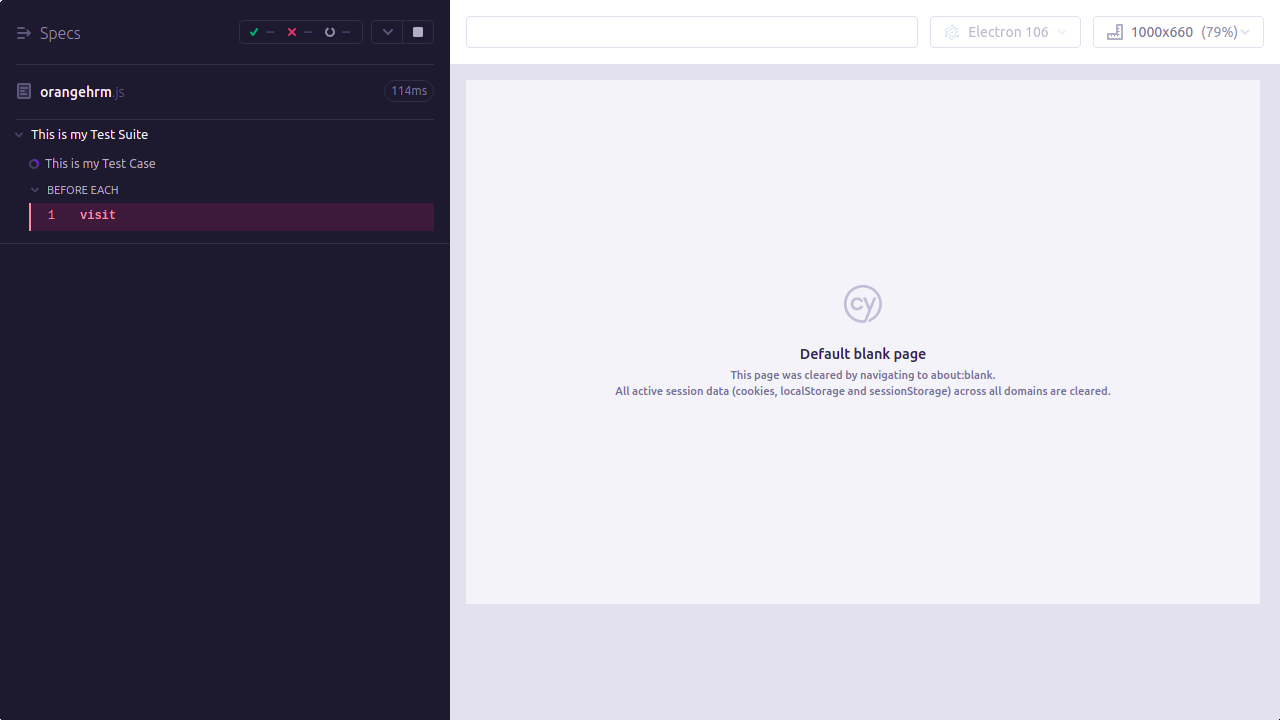 Specs
--
--
--
orangehrm.js
114ms
This is my Test Suite
This is my Test Case
BEFORE EACH
1 visit
Electron 106
1000x660 (79%)
cy
Default blank page
This page was cleared by navigating to about:blank.
All active session data (cookies, localStorage and sessionStorage) across all domains are cleared.